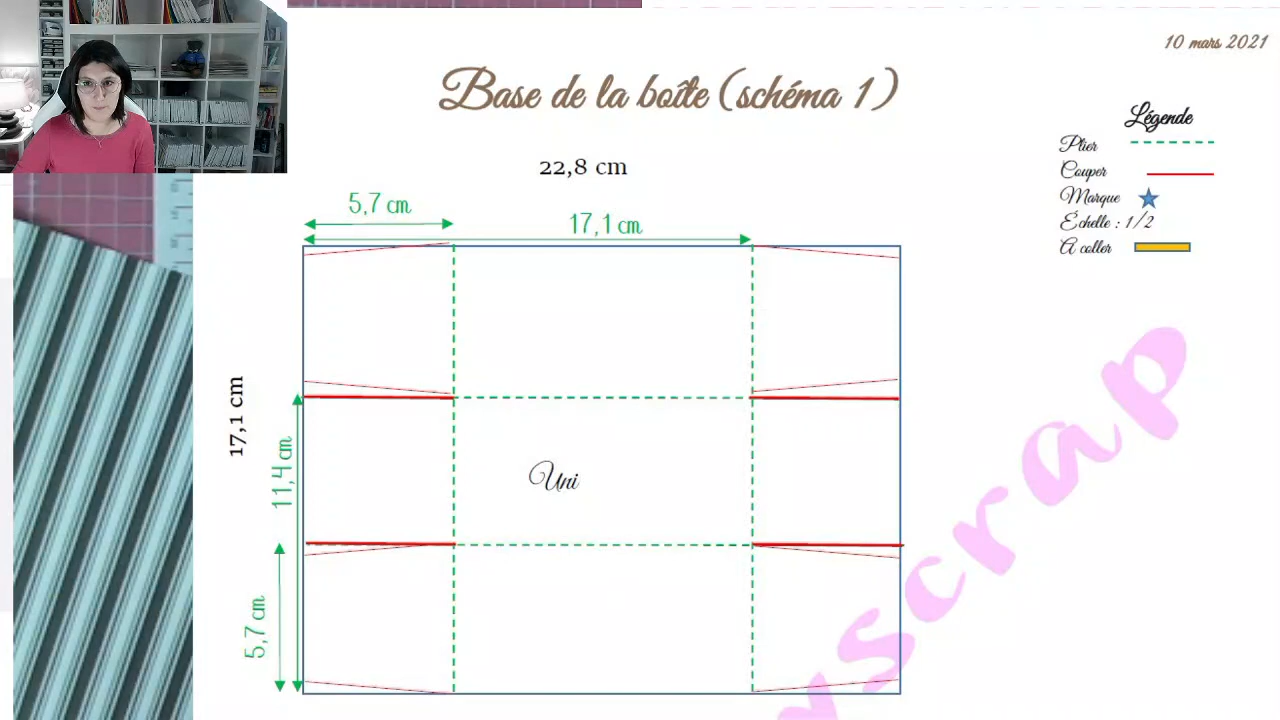 10 mars 2021
Base de la boîte (schéma 1)
Légende
Plier
Couper
Marque
Échelle : 1/2
A coller
22,8 cm
5,7 cm
17,1 cm
17,1 cm
11,4 cm
Uni
5,7 cm